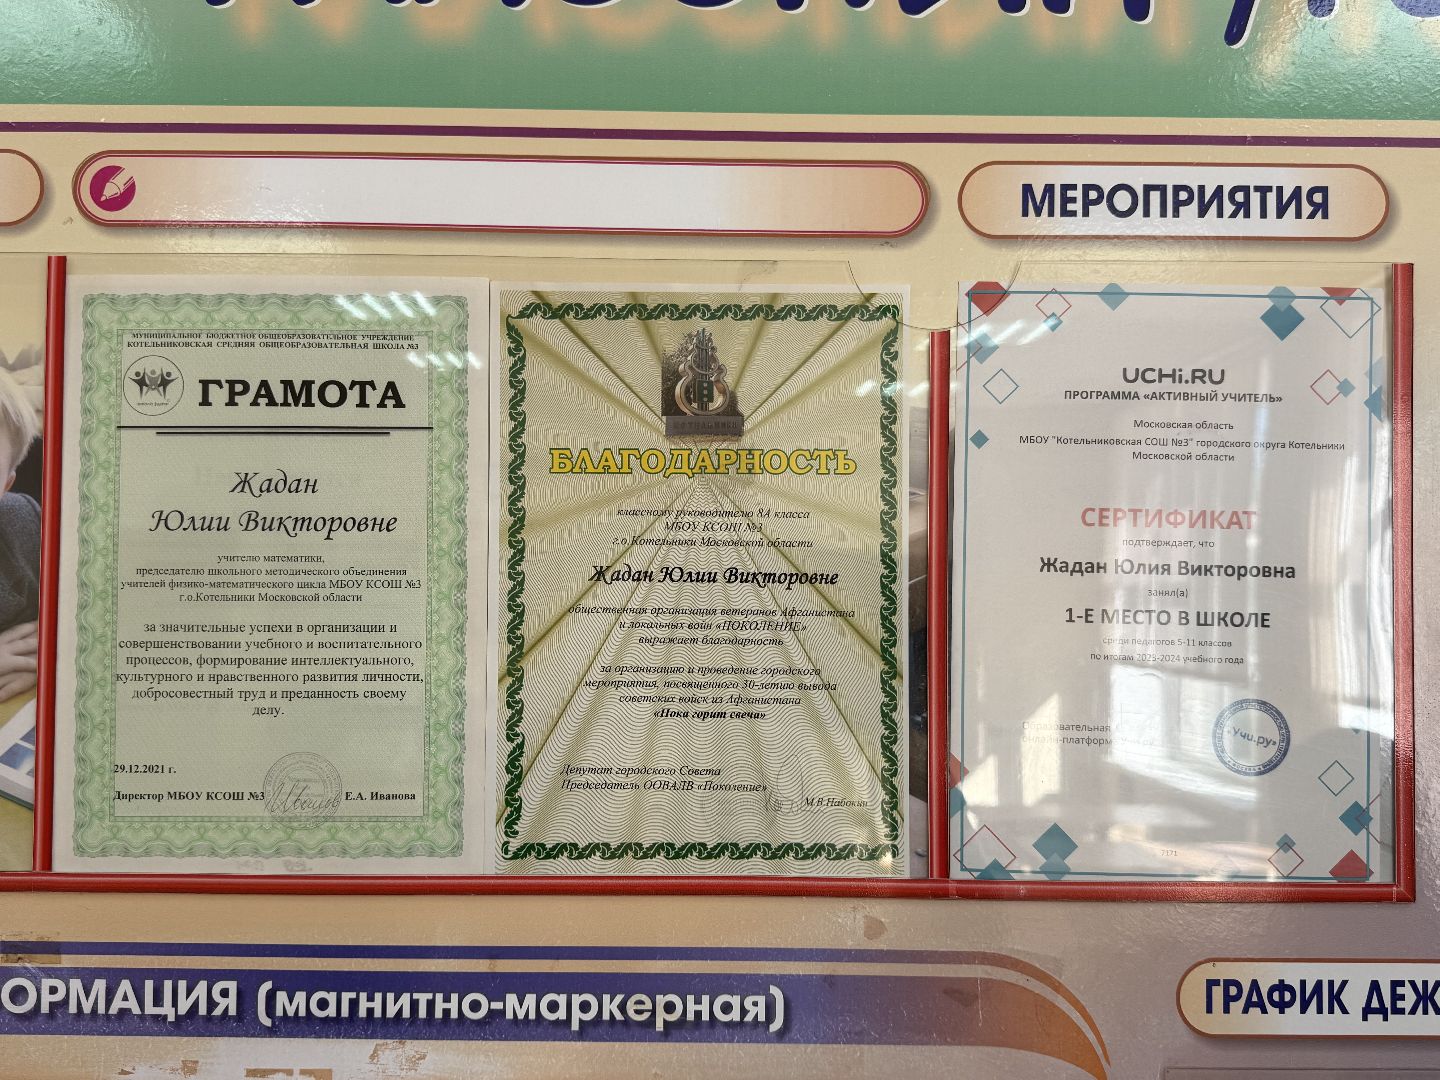 МЕРОПРИЯТИЯ
МУНИЦИПАЛЬНОЕ БЮДЖЕТНОЕ ОБЩЕОБРАЗОВАТЕЛЬНОЕ УЧРЕЖДЕНИЕ
КОТЕЛЬНИКОВСКАЯ СРЕДНЯЯ ОБЩЕОБРАЗОВАТЕЛЬНАЯ ШКОЛА №3
ГРАМОТА
Жадан
Юлии Викторовне
учителю математики,
председателю школьного методического объединения
учителей физико-математического цикла МБОУ КСОШ №3
г.о.Котельники Московской области
за значительные успехи в организации и
совершенствовании учебного и воспитательного
процессов, формирование интеллектуального,
культурного и нравственного развития личности,
добросовестный труд и преданность своему
делу.
29.12.2021 г.
Директор МБОУ КСОШ №3 Е.А. Иванова
КОТЕЛЬНИКИ
БЛАГОДАРНОСТЬ
классному руководителю 8А класса
МБОУ КСОШ №3
г.о.Котельники Московской области
Жадан Юлии Викторовне
общественная организация ветеранов Афганистана
и локальных войн «ПОКОЛЕНИЕ»
выражает благодарность
за организацию и проведение городского
мероприятия, посвященного 30-летию вывода
советских войск из Афганистана
«Пока горит свеча»
Депутат городского Совета
Председатель ООВАЛВ «Поколение» М.В.Набокин
UCHi.RU
ПРОГРАММА «АКТИВНЫЙ УЧИТЕЛЬ»
Московская область
МБОУ "Котельниковская СОШ №3" городского округа Котельники
Московской области
СЕРТИФИКАТ
подтверждает, что
Жадан Юлия Викторовна
занял(а)
1-Е МЕСТО В ШКОЛЕ
среди педагогов 5-11 классов
по итогам 2023-2024 учебного года
Образовательная
онлайн-платформа Учи.ру
«Учи.ру»
7171
ОРМАЦИЯ (магнитно-маркерная)
ГРАФИК ДЕЖ